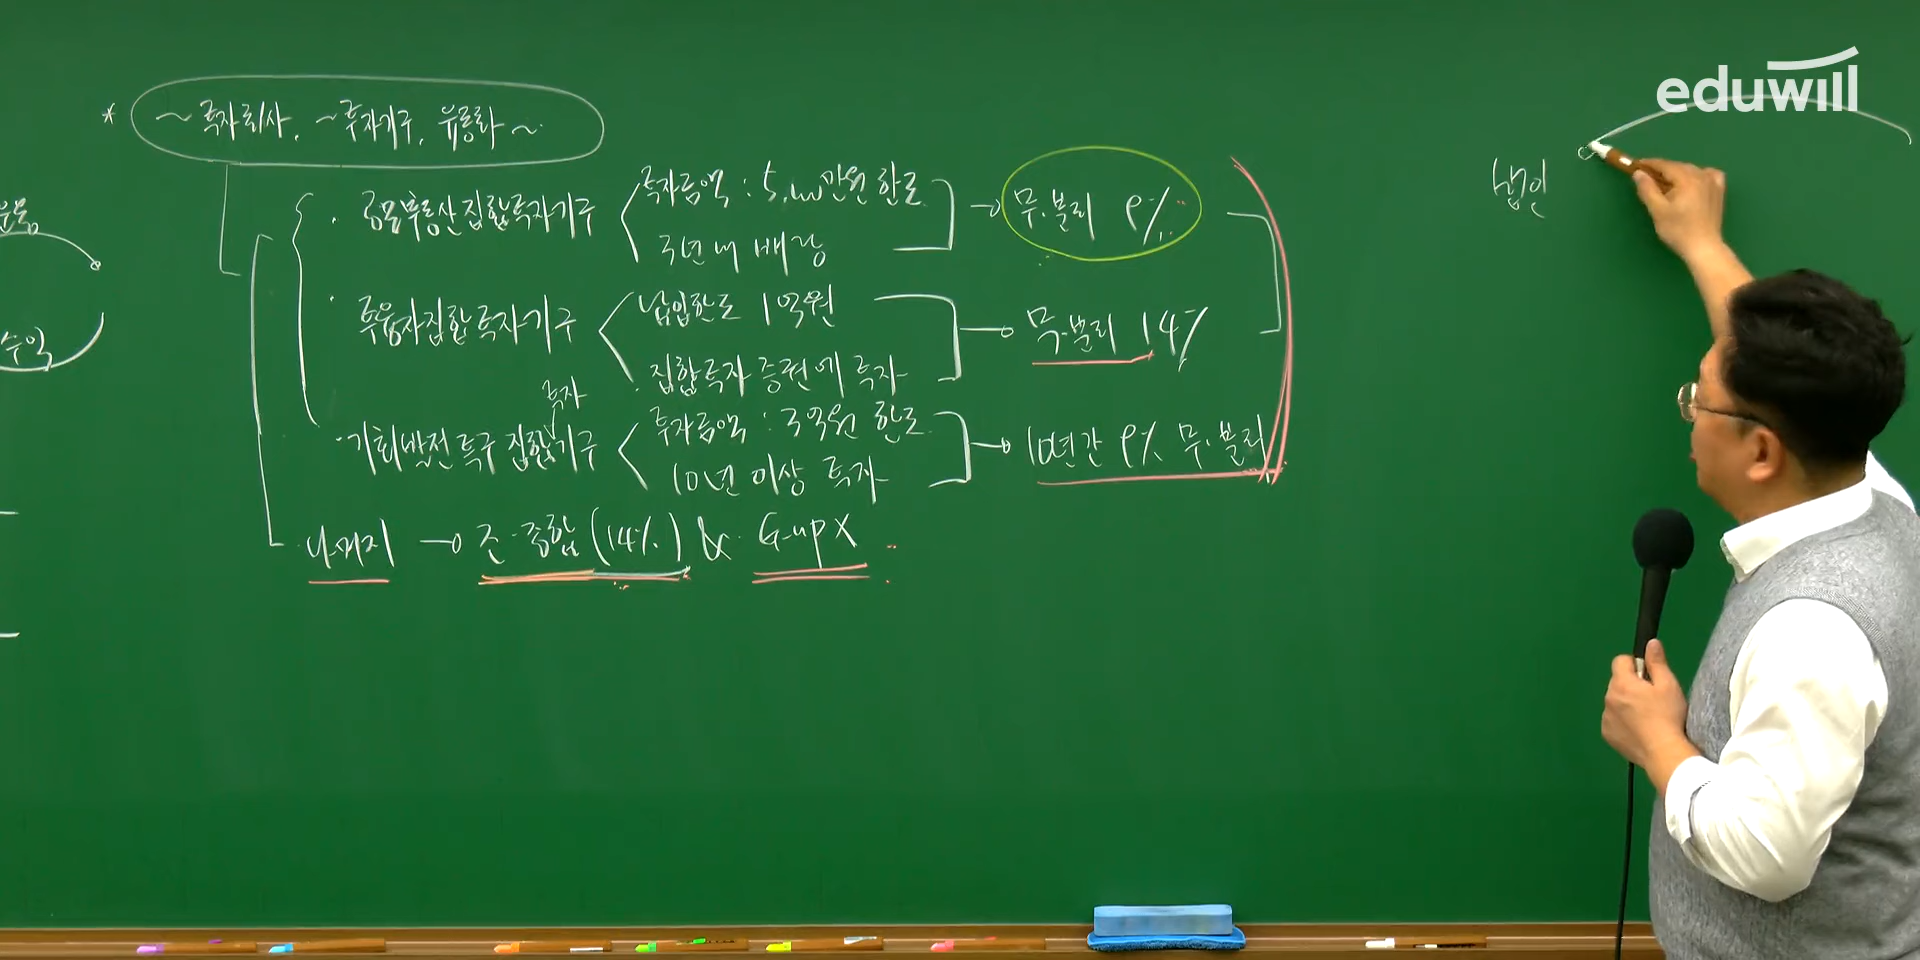 eduwill
* ~투자회사, ~투자기구, 유동화~
법인
· 공모부동산집합투자기구
투자금액 : 5,000만원 한도
3년 내 배당
→ 무·분리 9%
· 투융자집합투자기구
납입한도 1억원
집합투자증권에 투자
→ 무·분리 14%
투자
· 기회발전특구 집합기구
투자금액 : 3억원 한도
10년 이상 투자
→ 10년간 9% 무·분리
나머지 → 조·종합 (14%) & G-up X
수익